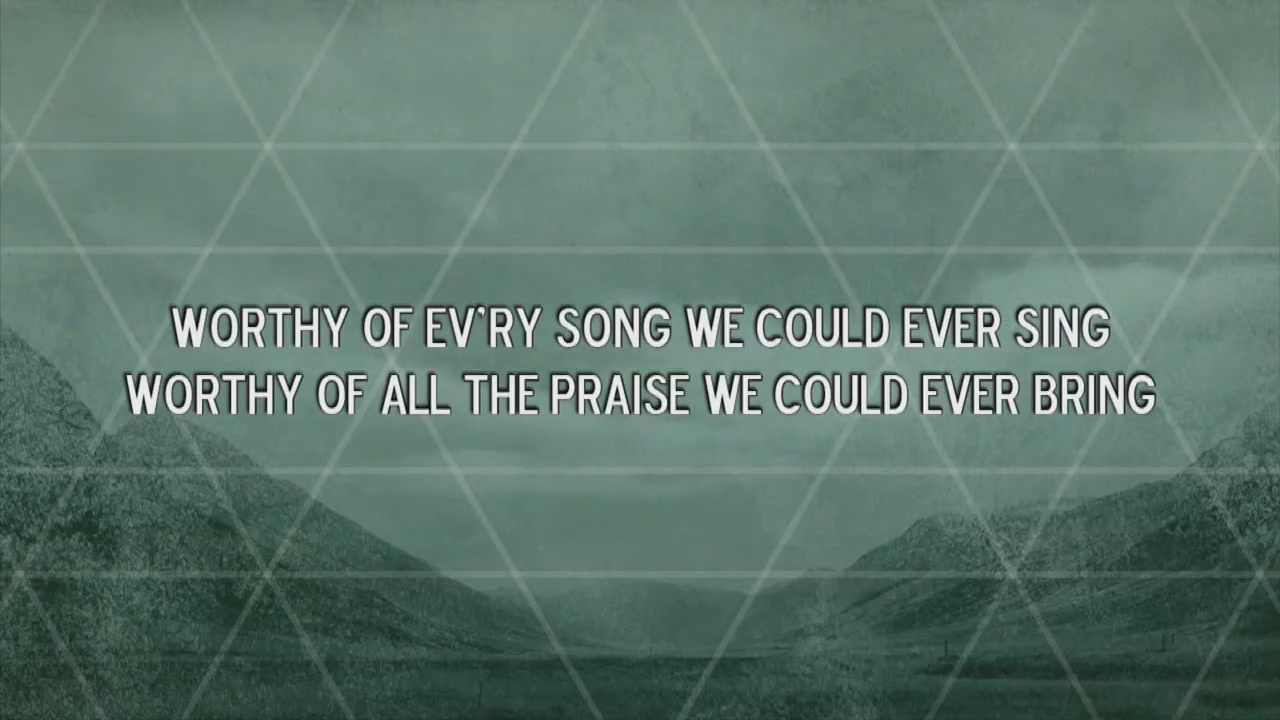 WORTHY OF EV'RY SONG WE COULD EVER SING
WORTHY OF ALL THE PRAISE WE COULD EVER BRING